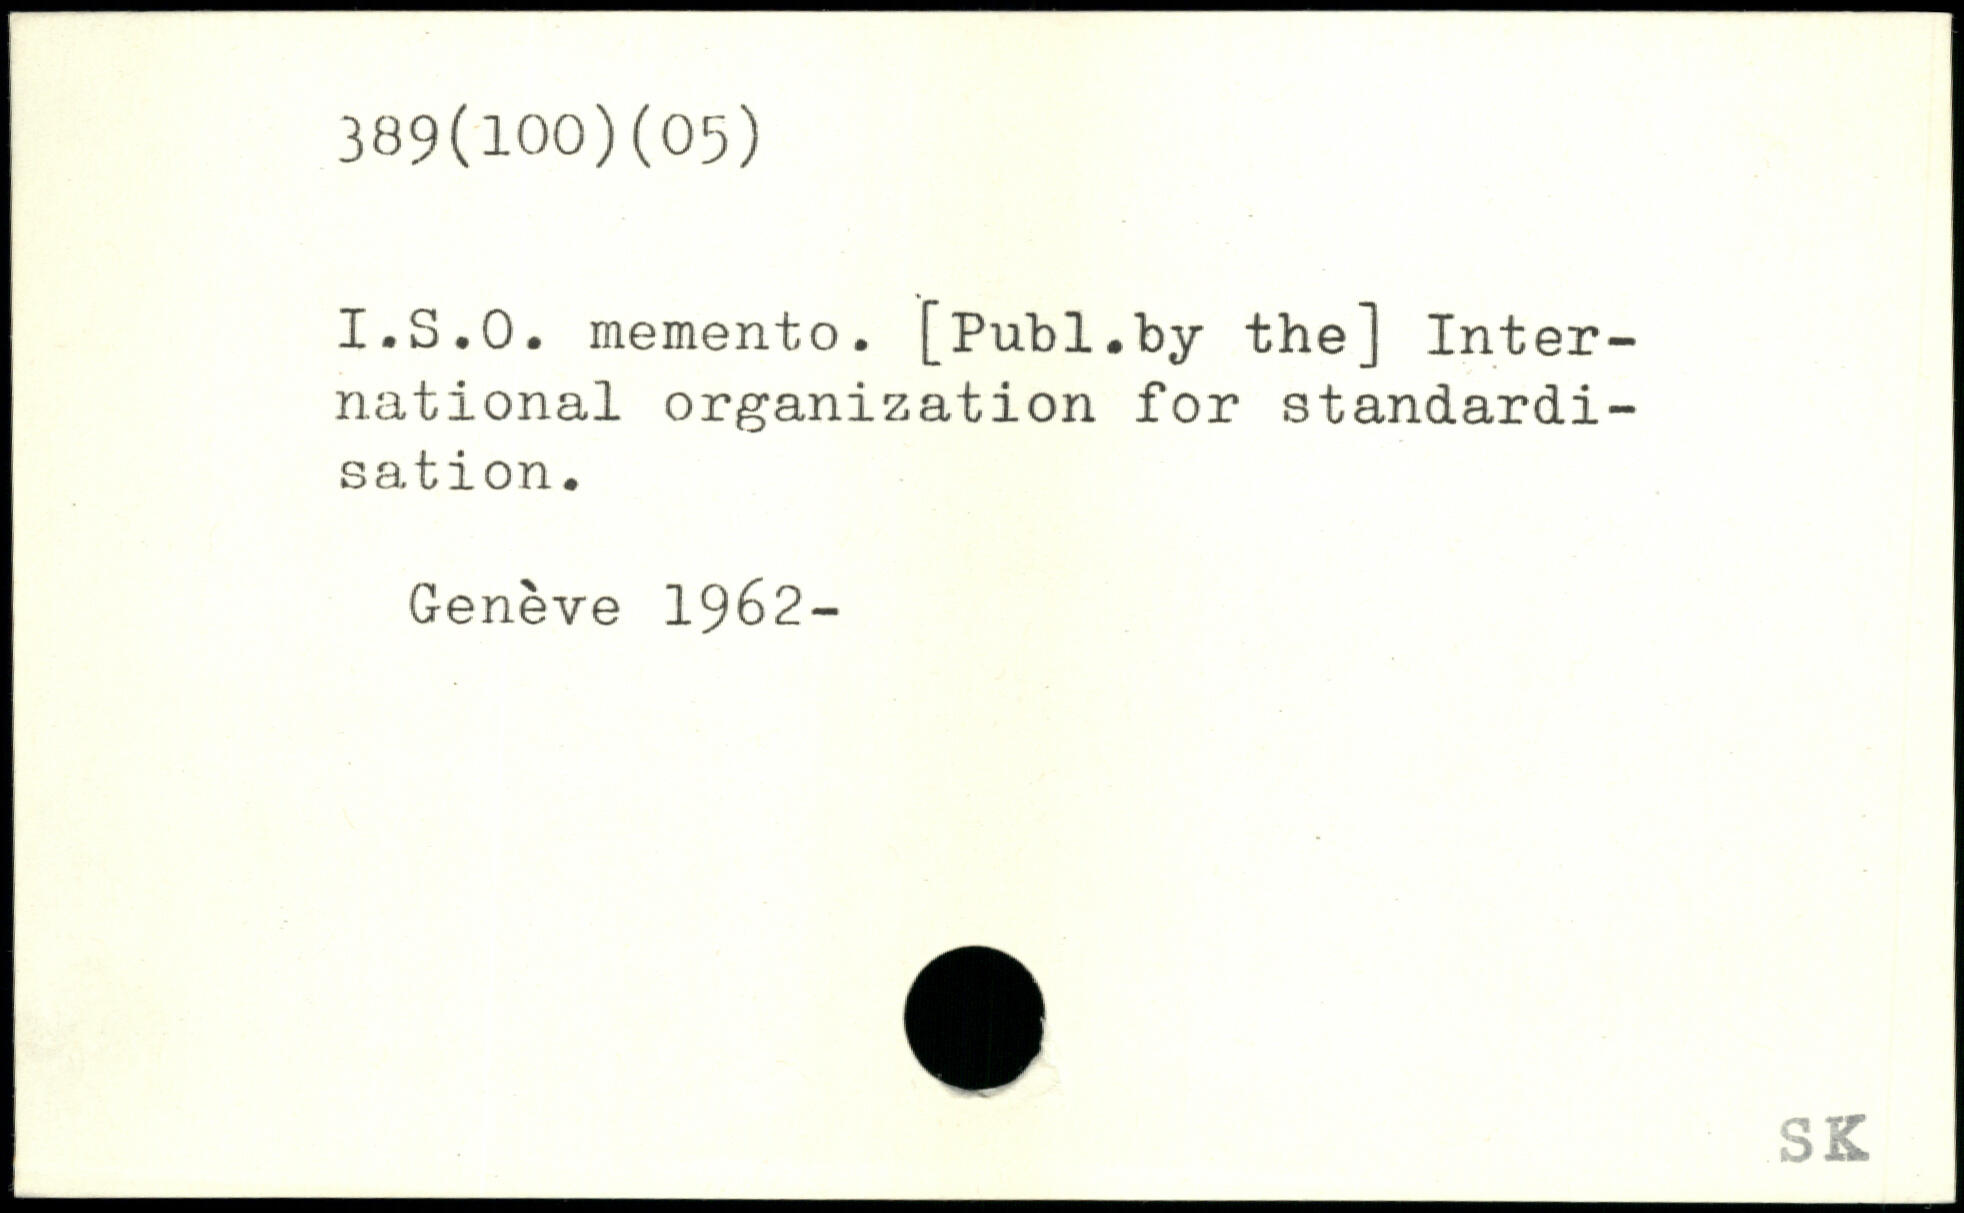 389(100)(05)
I.S.O. memento. [Publ.by the] Inter-
national organization for standardi-
sation.
Genève 1962-
SK